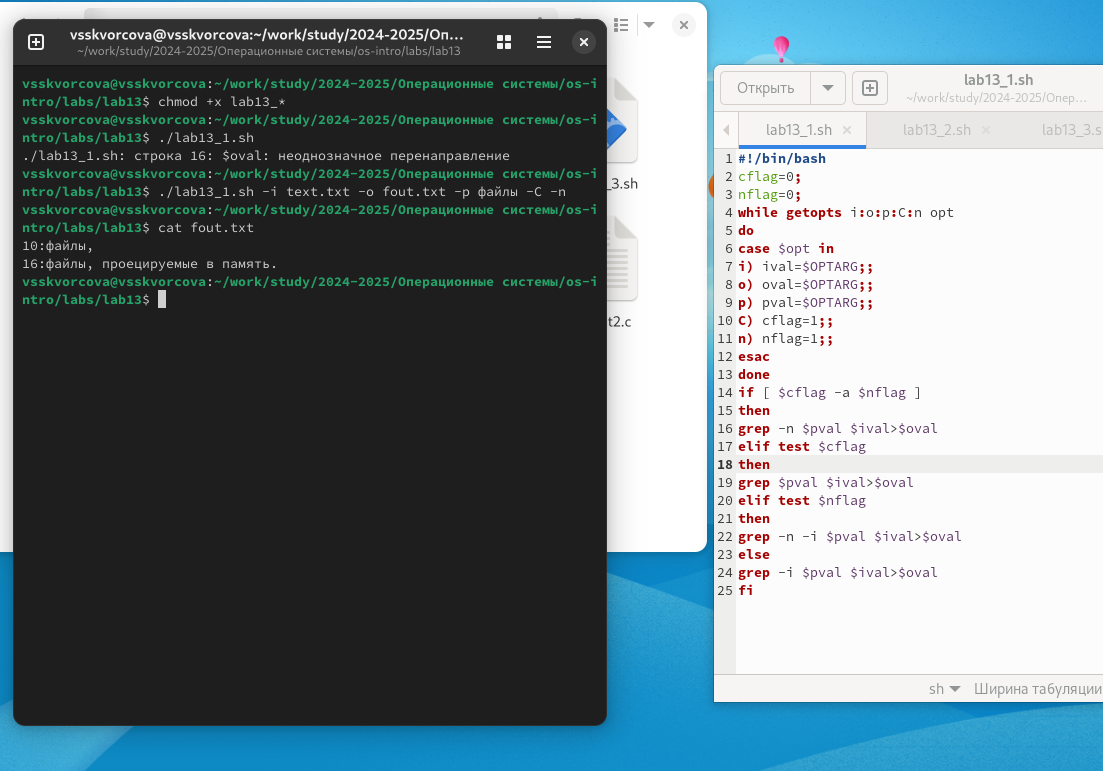 vsskvorcova@vsskvorcova:~/work/study/2024-2025/Оп…
~/work/study/2024-2025/Операционные системы/os-intro/labs/lab13
vsskvorcova@vsskvorcova:~/work/study/2024-2025/Операционные системы/os-i
ntro/labs/lab13$ chmod +x lab13_*
vsskvorcova@vsskvorcova:~/work/study/2024-2025/Операционные системы/os-i
ntro/labs/lab13$ ./lab13_1.sh
./lab13_1.sh: строка 16: $oval: неоднозначное перенаправление
vsskvorcova@vsskvorcova:~/work/study/2024-2025/Операционные системы/os-i
ntro/labs/lab13$ ./lab13_1.sh -i text.txt -o fout.txt -p файлы -C -n
vsskvorcova@vsskvorcova:~/work/study/2024-2025/Операционные системы/os-i
ntro/labs/lab13$ cat fout.txt
10:файлы,
16:файлы, проецируемые в память.
vsskvorcova@vsskvorcova:~/work/study/2024-2025/Операционные системы/os-i
ntro/labs/lab13$
_3.sh
t2.c
Открыть
lab13_1.sh
~/work/study/2024-2025/Опер…
lab13_1.sh
lab13_2.sh
lab13_3.s
1 #!/bin/bash
2 cflag=0;
3 nflag=0;
4 while getopts i:o:p:C:n opt
5 do
6 case $opt in
7 i) ival=$OPTARG;;
8 o) oval=$OPTARG;;
9 p) pval=$OPTARG;;
10 C) cflag=1;;
11 n) nflag=1;;
12 esac
13 done
14 if [ $cflag -a $nflag ]
15 then
16 grep -n $pval $ival>$oval
17 elif test $cflag
18 then
19 grep $pval $ival>$oval
20 elif test $nflag
21 then
22 grep -n -i $pval $ival>$oval
23 else
24 grep -i $pval $ival>$oval
25 fi
sh
Ширина табуляции